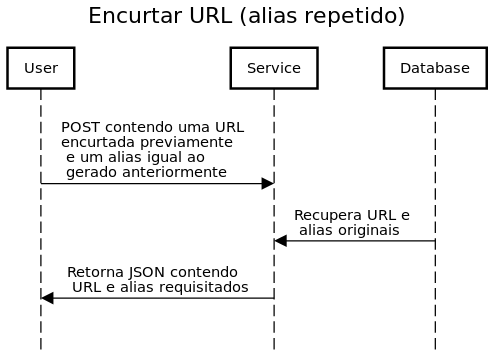 Encurtar URL (alias repetido)
User
Service
Database
POST contendo uma URL
encurtada previamente
e um alias igual ao
gerado anteriormente
Recupera URL e
alias originais
Retorna JSON contendo
URL e alias requisitados